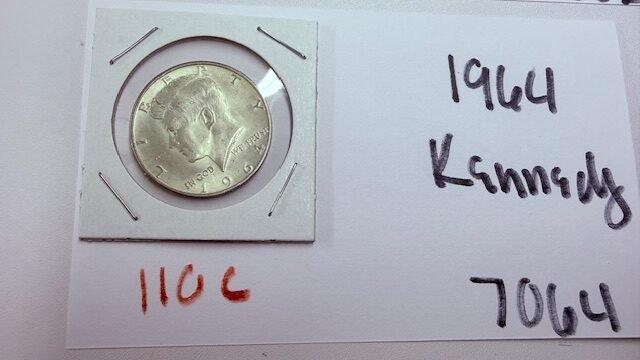 LIBERTY
IN GOD WE TRUST
1964
1964
Kennedy
7064
110c